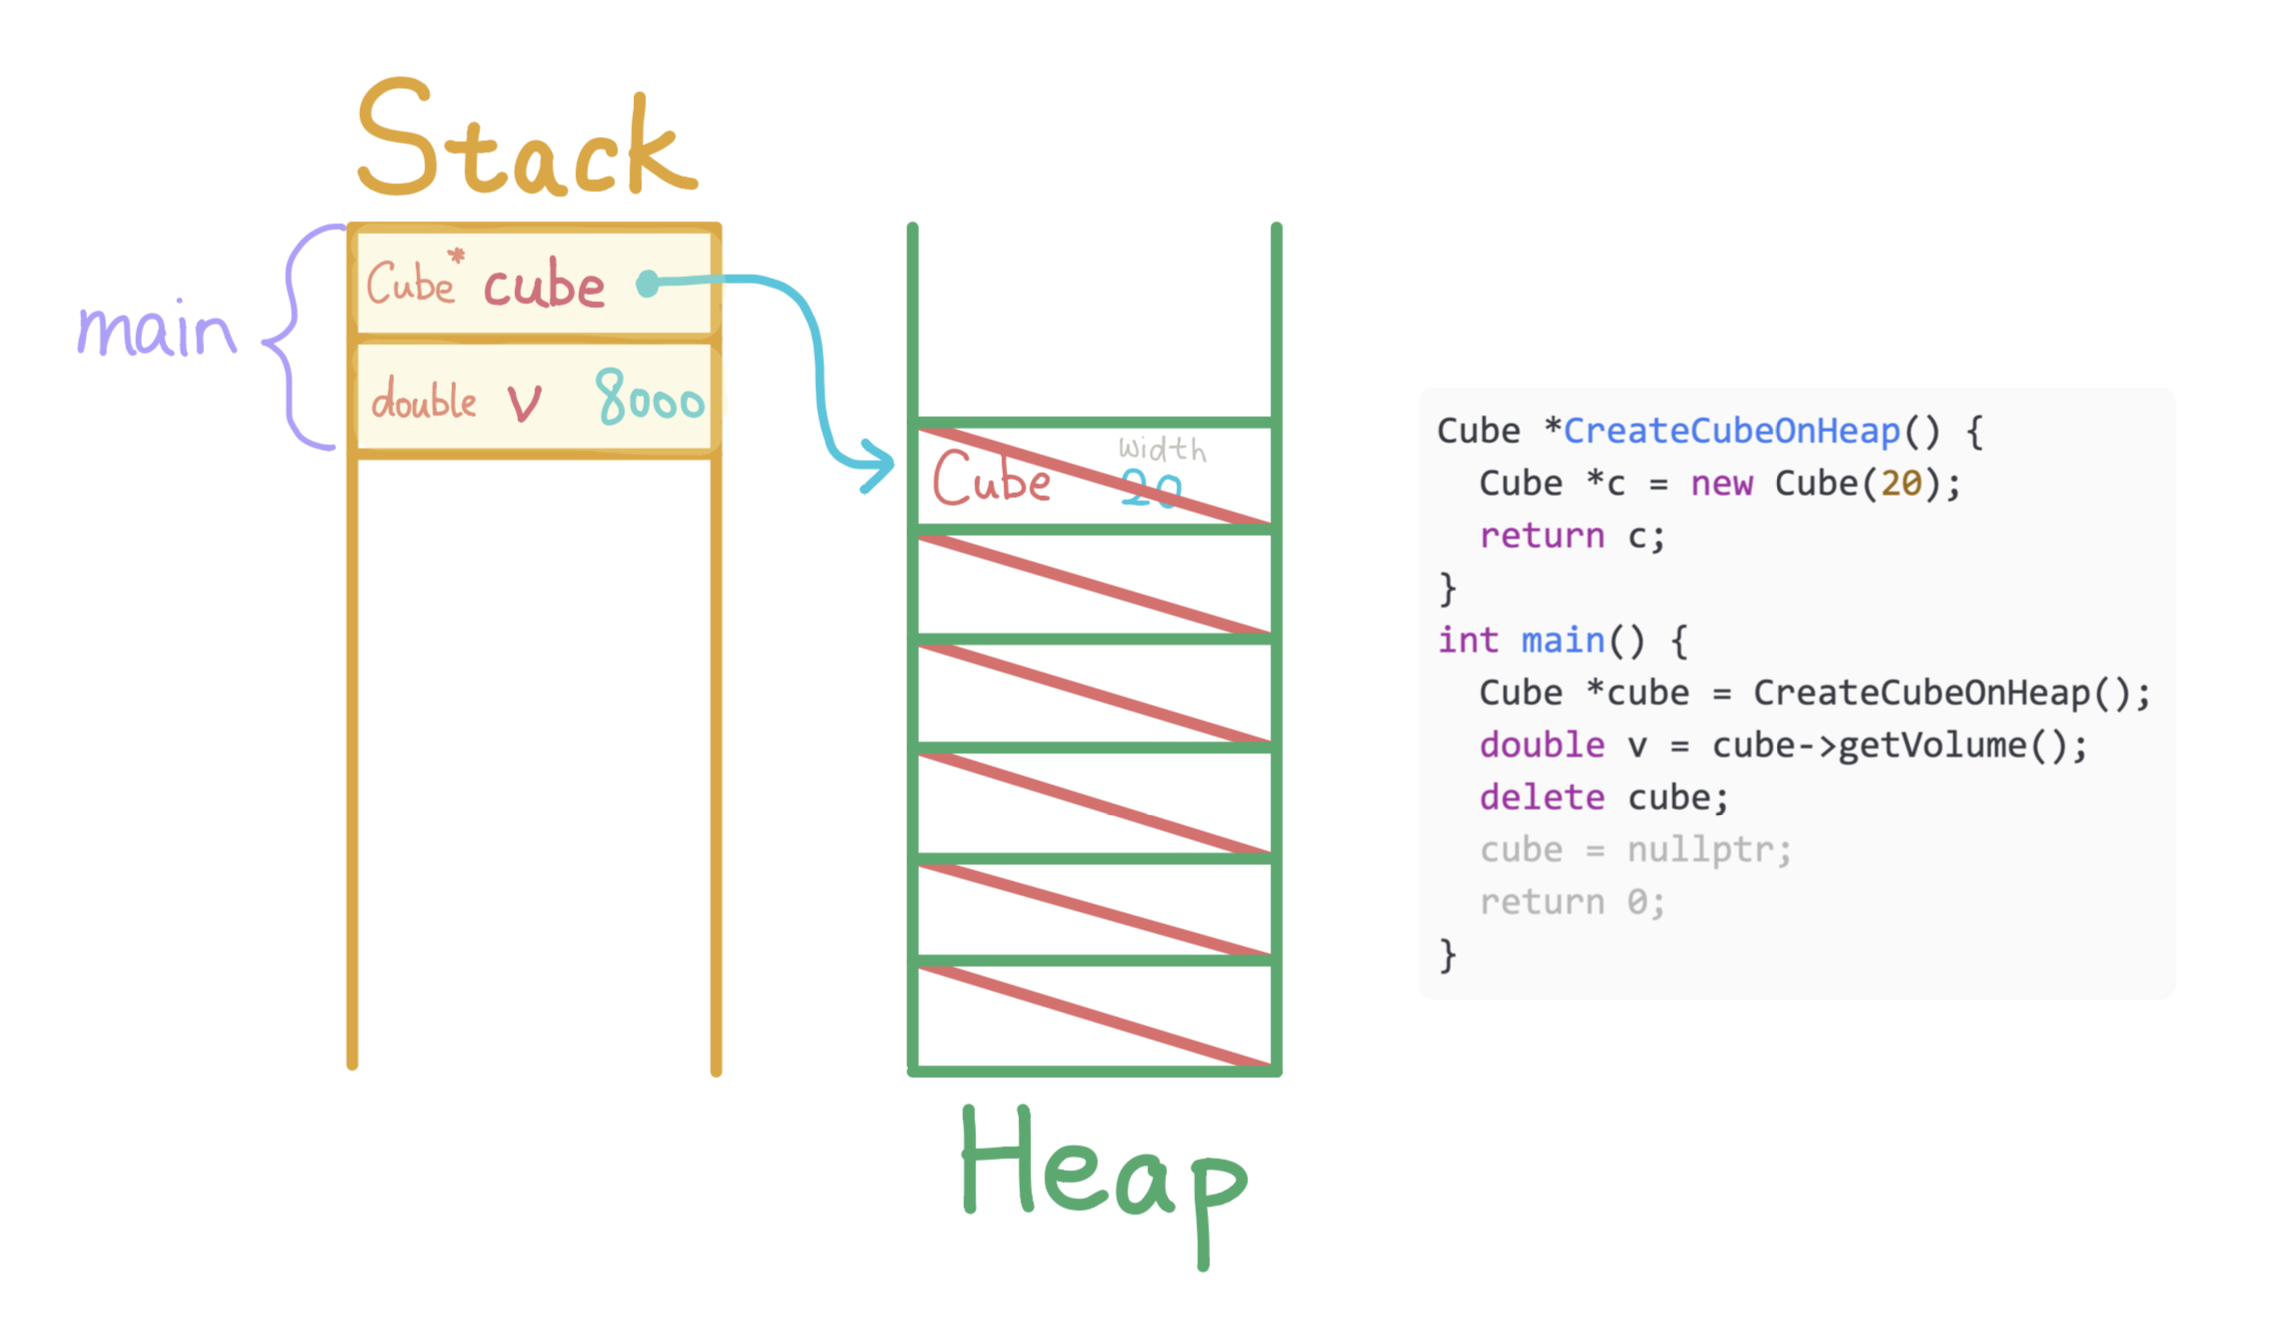 Stack
main
Cube* cube
double v 8000
width
Cube 20
Heap
Cube *CreateCubeOnHeap() {
  Cube *c = new Cube(20);
  return c;
}
int main() {
  Cube *cube = CreateCubeOnHeap();
  double v = cube->getVolume();
  delete cube;
  cube = nullptr;
  return 0;
}